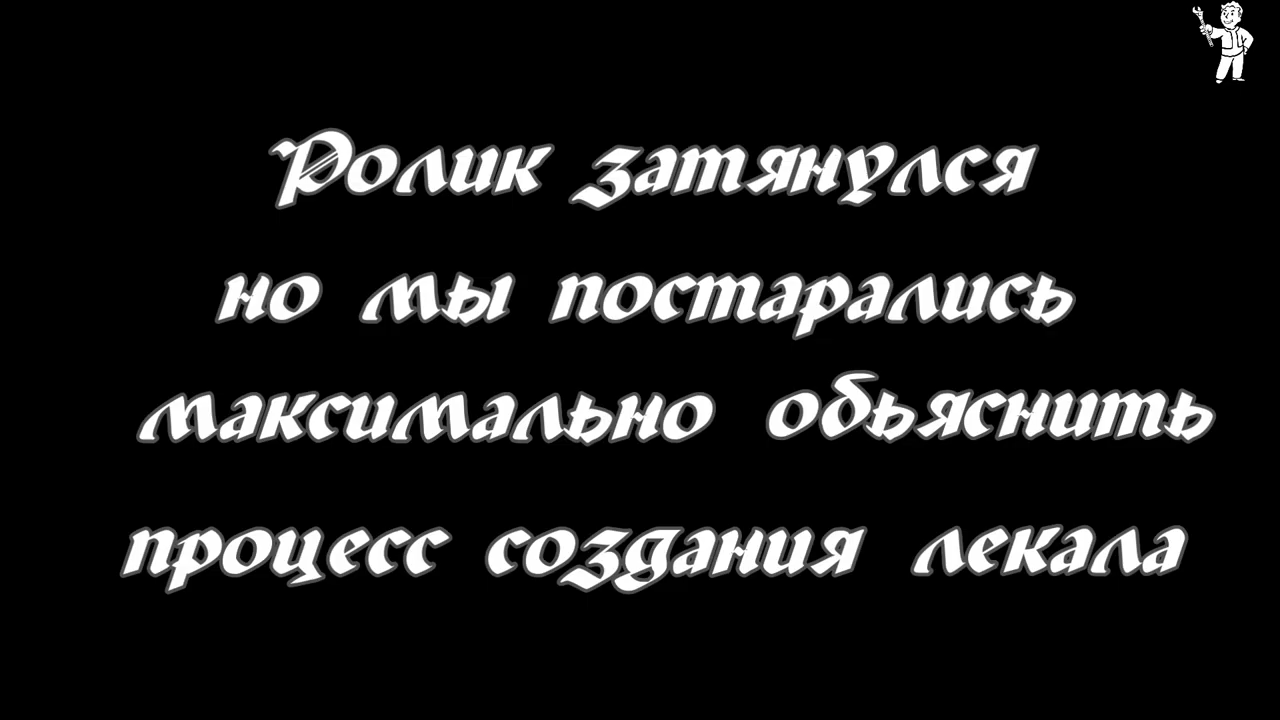 Ролик затянулся
но мы постарались
максимально обьяснить
процесс создания лекала